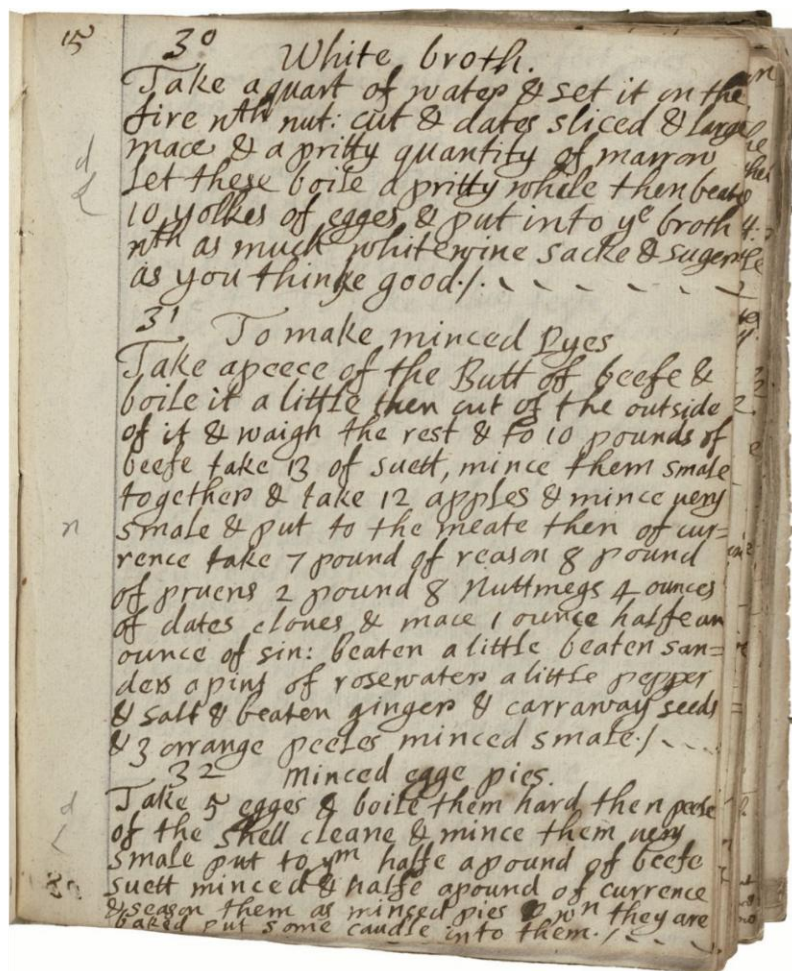 15
30 White broth.
Take a quart of water & set it on the
fire wth nut: cut & dates sliced & large
mace & a pritty quantity of marrow
Let these boile a pritty while then beate
10 yolkes of egges & put into ye broth
wth as much whitewine sacke & suger
as you thinke good ./.
31 To make minced Pyes
Take a peece of the Butt of beefe &
boile it a little then cut of the outside
of it & waigh the rest & to 10 pounds of
beefe take 13 of suett, mince them smale
together & take 12 apples & mince very
smale & put to the meate then of cur=
rence take 7 pound of reason 8 pound
of pruens 2 pound 8 Nuttmegs 4 ounces
of dates cloues & mace 1 ounce halfe an
ounce of sin: beaten a little beaten san=
ders a pint of rosewater a little pepper
& salt & beaten ginger & carraway seeds
& 3 orrange peeles minced smale ./.
32 Minced egge pies.
Take 5 egges & boile them hard then peele
of the shell cleane & mince them very
smale put to ym halfe a pound of beefe
suett minced & halfe a pound of currence
& season them as minced pies & wn they are
baked put some caudle into them ./.